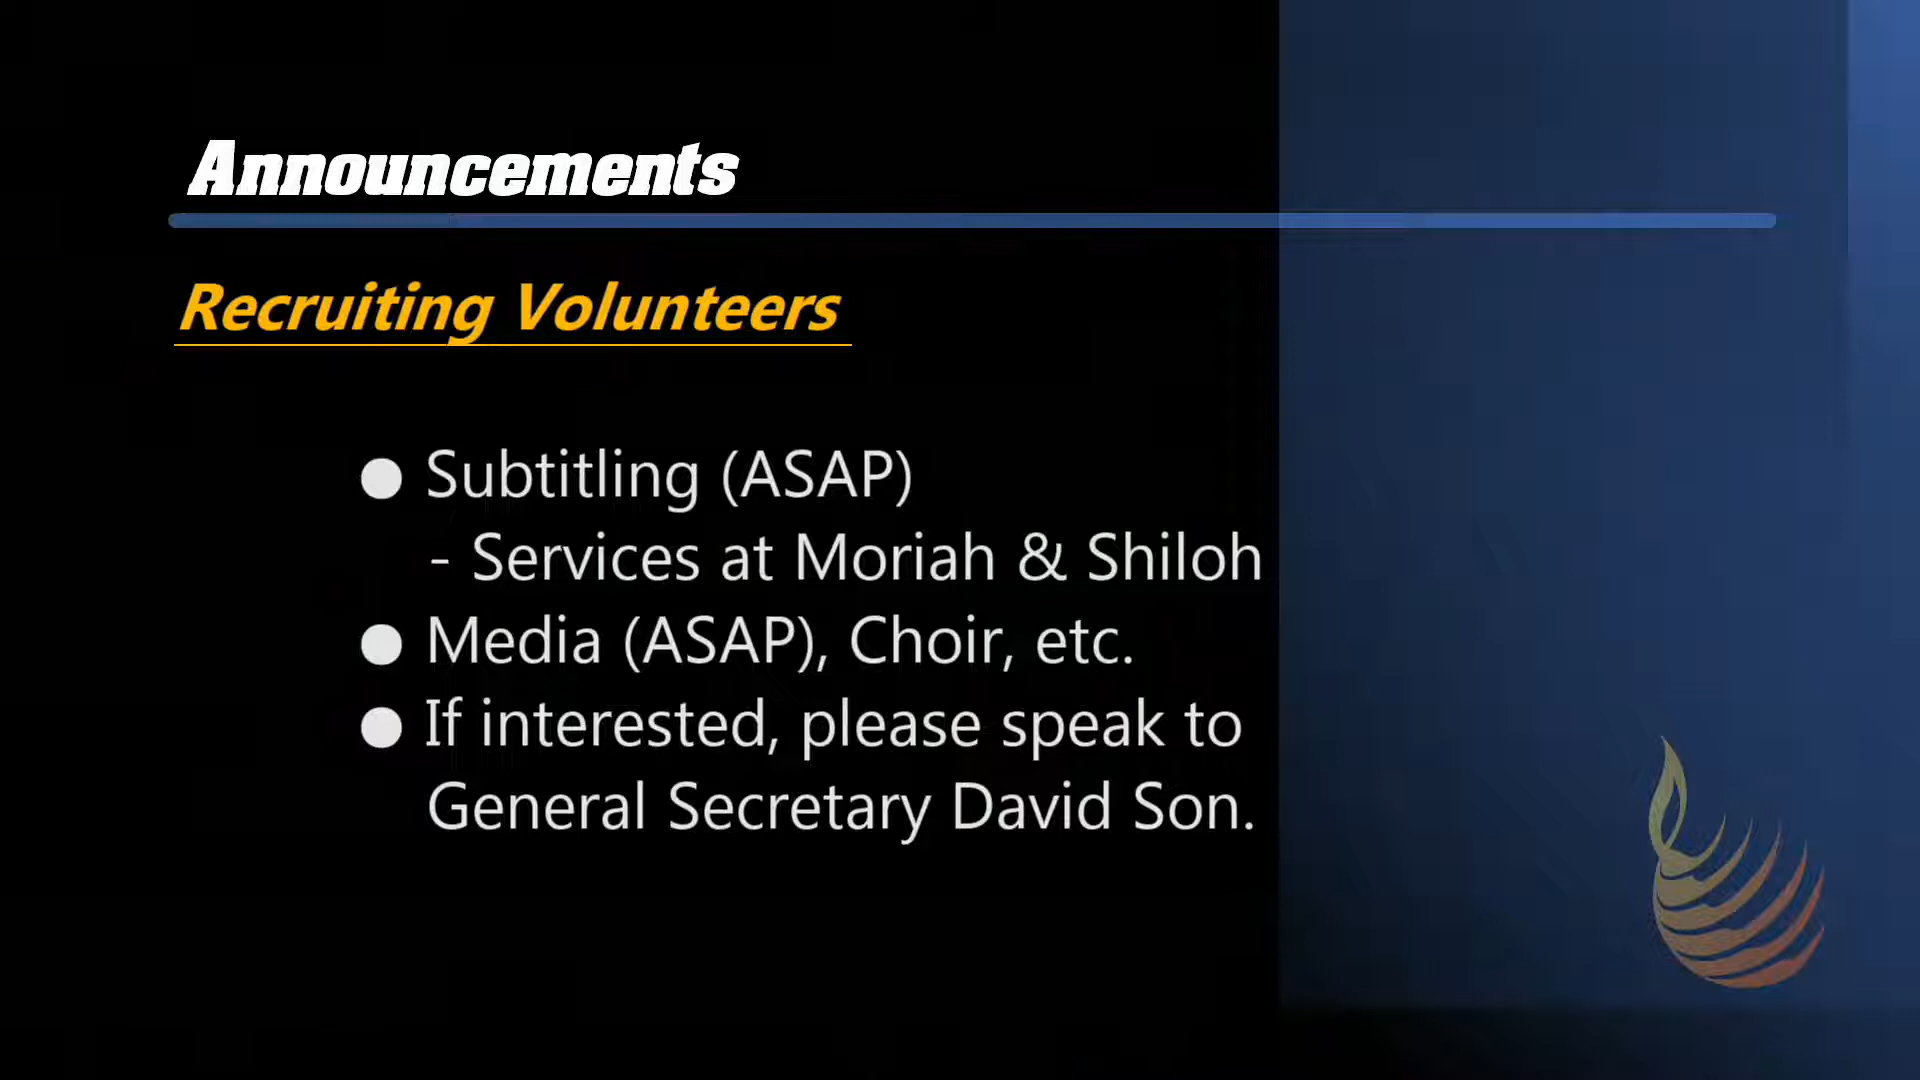 Announcements
Recruiting Volunteers
● Subtitling (ASAP)
- Services at Moriah & Shiloh
● Media (ASAP), Choir, etc.
● If interested, please speak to
General Secretary David Son.